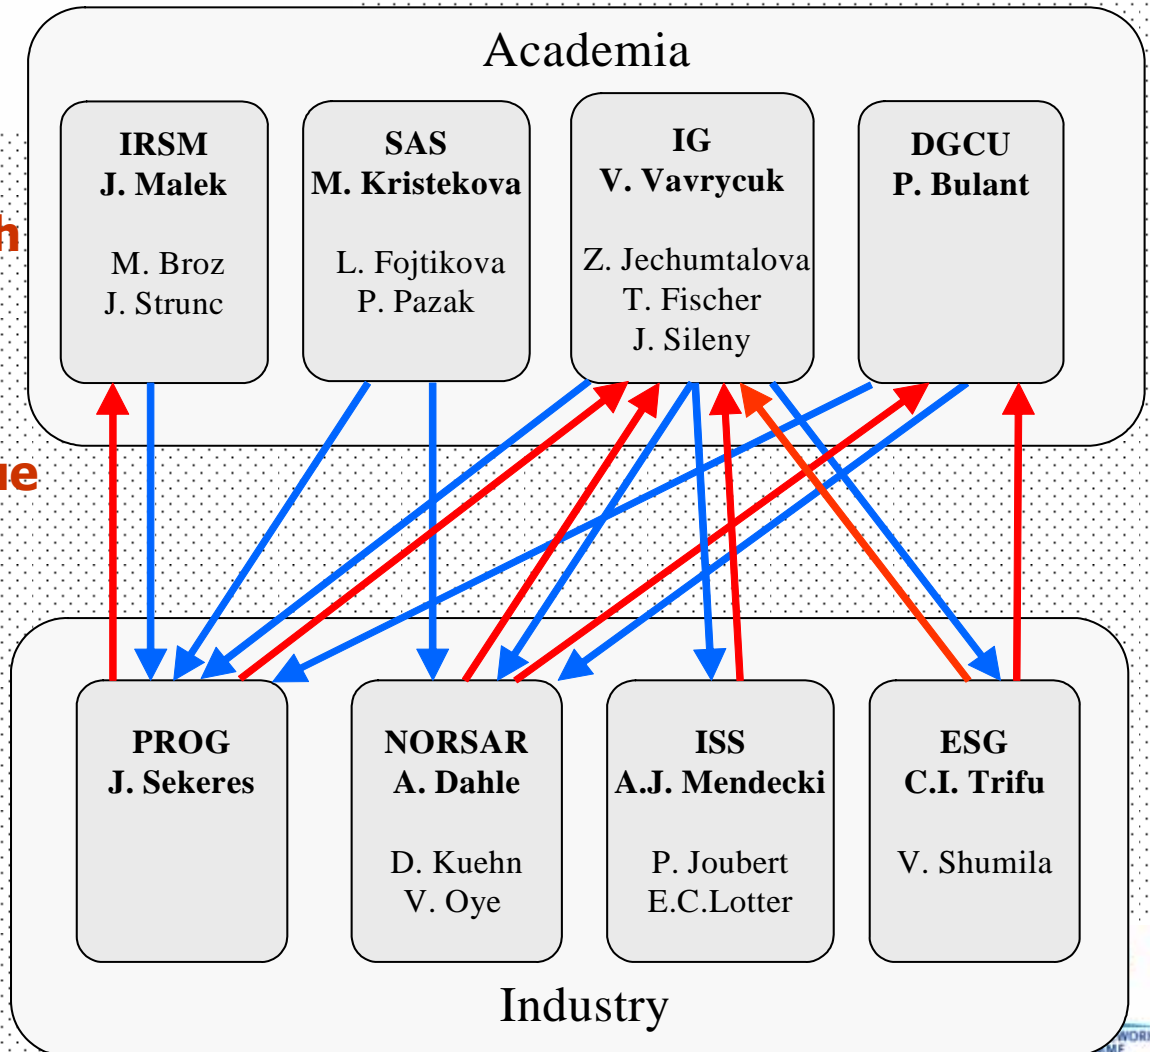 Academia
IRSM
J. Malek
M. Broz
J. Strunc
SAS
M. Kristekova
L. Fojtikova
P. Pazak
IG
V. Vavrycuk
Z. Jechumtalova
T. Fischer
J. Sileny
DGCU
P. Bulant
h
ue
PROG
J. Sekeres
NORSAR
A. Dahle
D. Kuehn
V. Oye
ISS
A.J. Mendecki
P. Joubert
E.C.Lotter
ESG
C.I. Trifu
V. Shumila
Industry